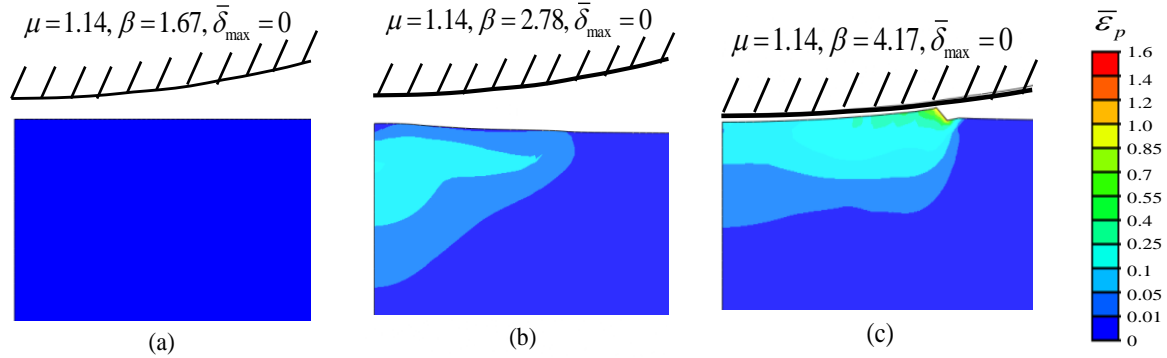 μ=1.14, β=1.67, δ̄max=0
μ=1.14, β=2.78, δ̄max=0
μ=1.14, β=4.17, δ̄max=0
ε̄p
1.6
1.4
1.2
1.0
0.85
0.7
0.55
0.4
0.25
0.1
0.05
0.01
0
(a)
(b)
(c)